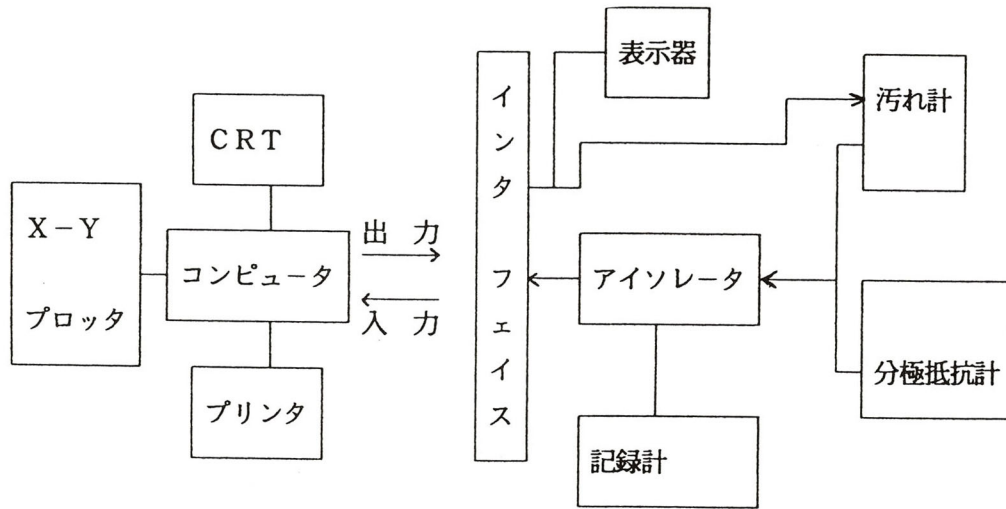 表示器
汚れ計
CRT
X-Y
プロッタ
コンピュータ
出 力
入 力
プリンタ
インタ フェイス
アイソレータ
分極抵抗計
記録計